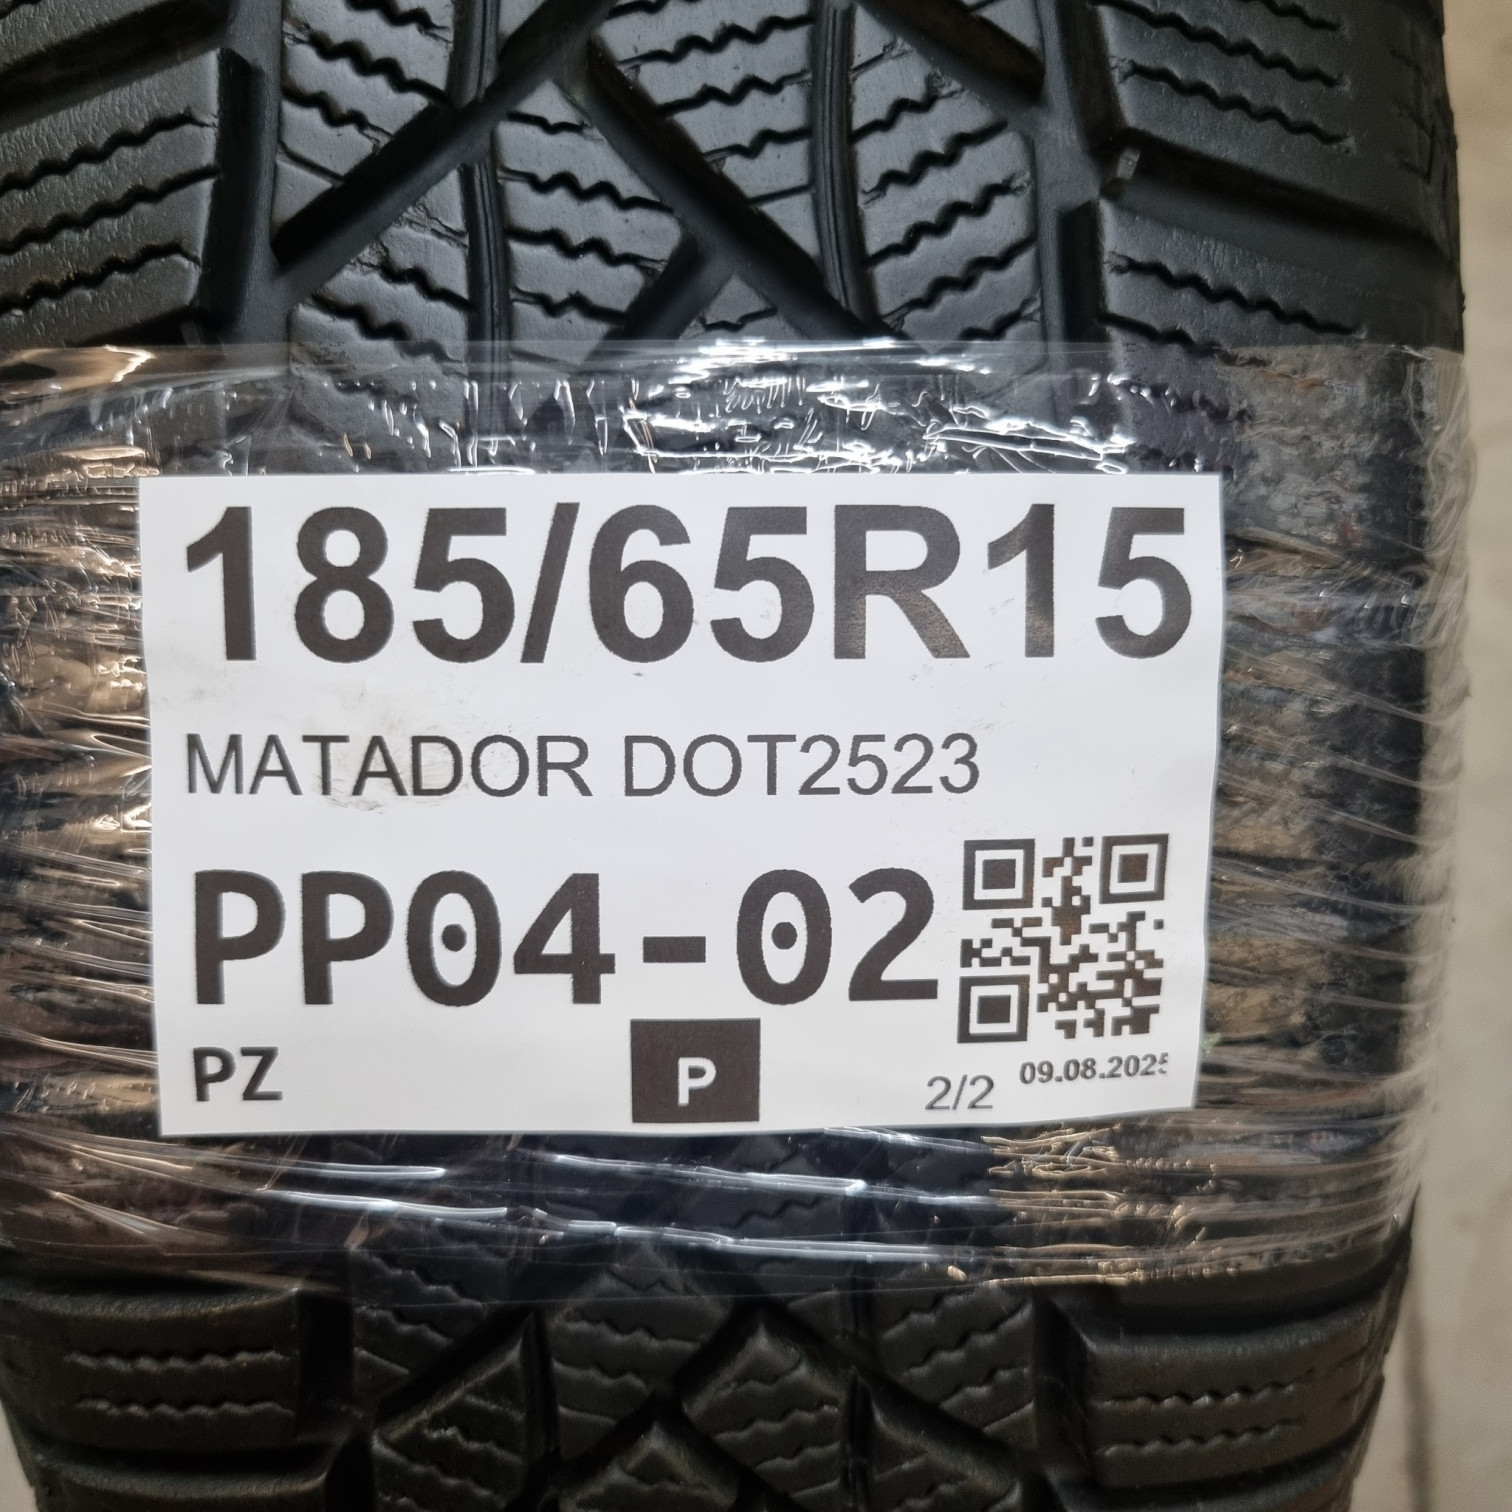 185/65R15
MATADOR DOT2523
PP04-02
PZ P 2/2 09.08.2025